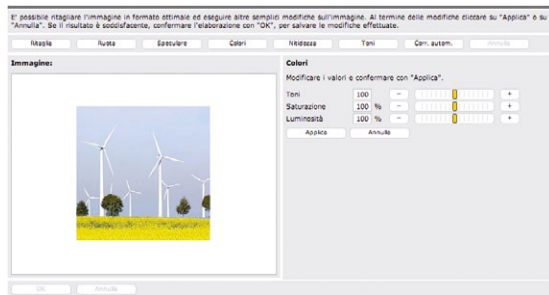 E' possibile ritagliare l'immagine in formato ottimale ed eseguire altre semplici modifiche sull'immagine. Al termine delle modifiche cliccare su "Applica" o su
"Annulla". Se il risultato è soddisfacente, confermare l'elaborazione con "OK", per salvare le modifiche effettuate.
Ritaglia Ruota Speculare Colori Nitidezza Toni Corr. autom. Annulla
Immagine:
Colori
Modificare i valori e confermare con "Applica".
Toni 100 - +
Saturazione 100 % - +
Luminosità 100 % - +
Applica Annulla
OK Annulla